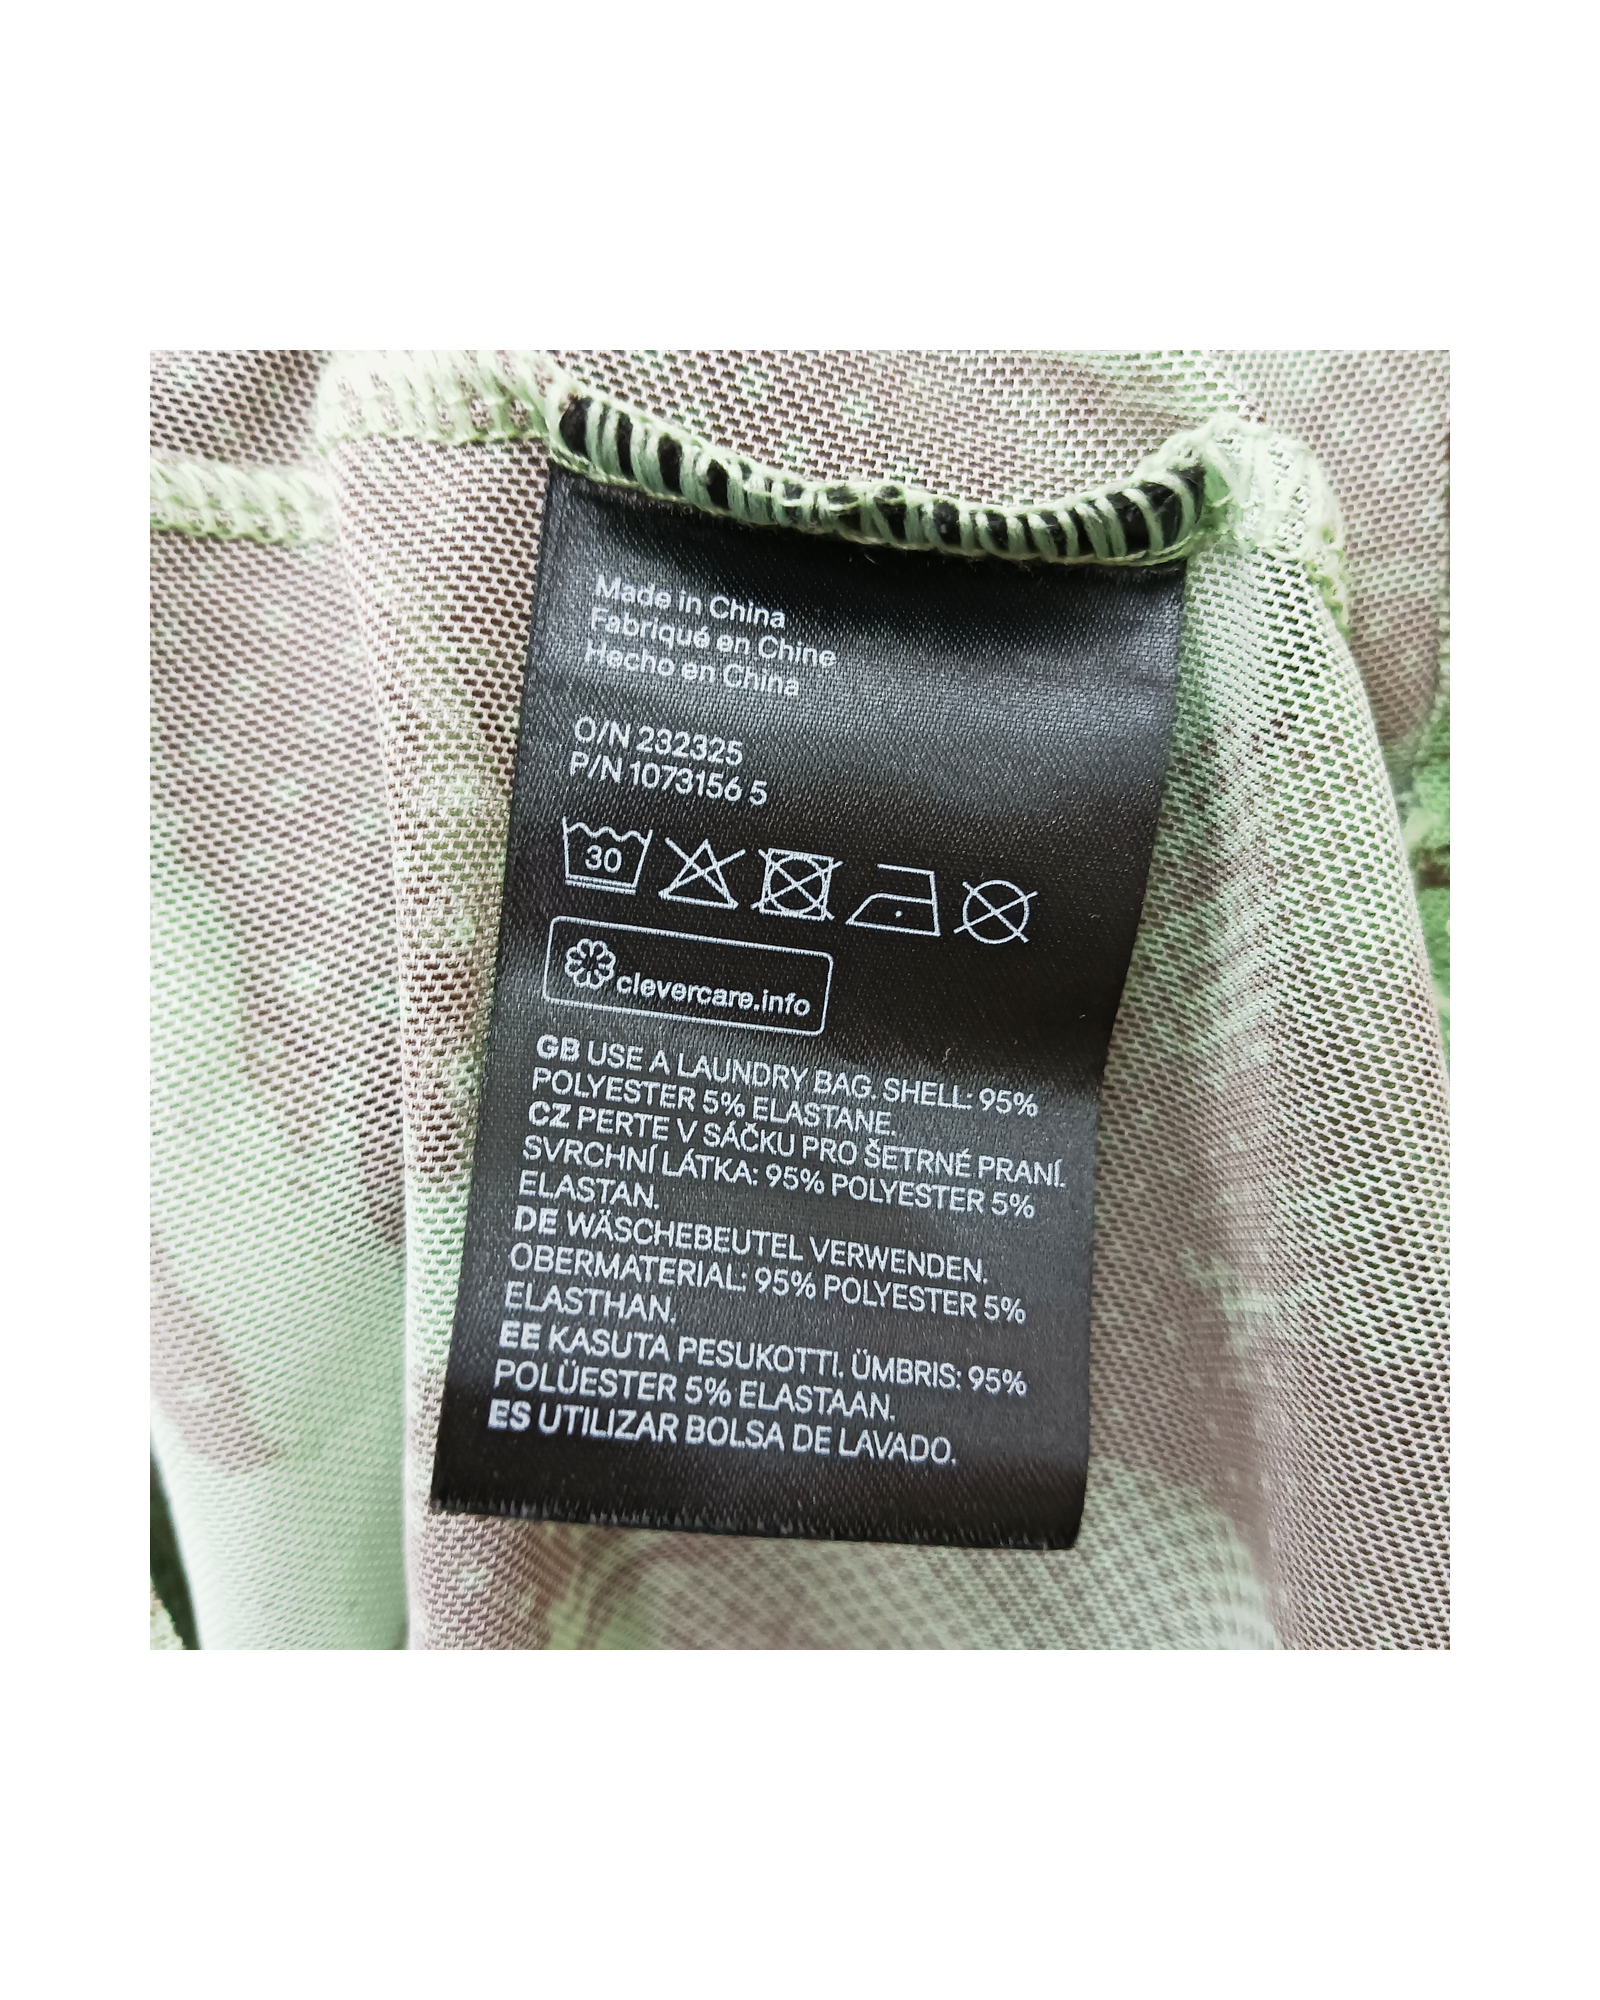 Made in China
Fabriqué en Chine
Hecho en China
O/N 232325
P/N 1073156 5
30
clevercare.info
GB USE A LAUNDRY BAG. SHELL: 95%
POLYESTER 5% ELASTANE.
CZ PERTE V SÁČKU PRO ŠETRNÉ PRANÍ.
SVRCHNÍ LÁTKA: 95% POLYESTER 5%
ELASTAN.
DE WÄSCHEBEUTEL VERWENDEN.
OBERMATERIAL: 95% POLYESTER 5%
ELASTHAN.
EE KASUTA PESUKOTTI. ÜMBRIS: 95%
POLÜESTER 5% ELASTAAN.
ES UTILIZAR BOLSA DE LAVADO.